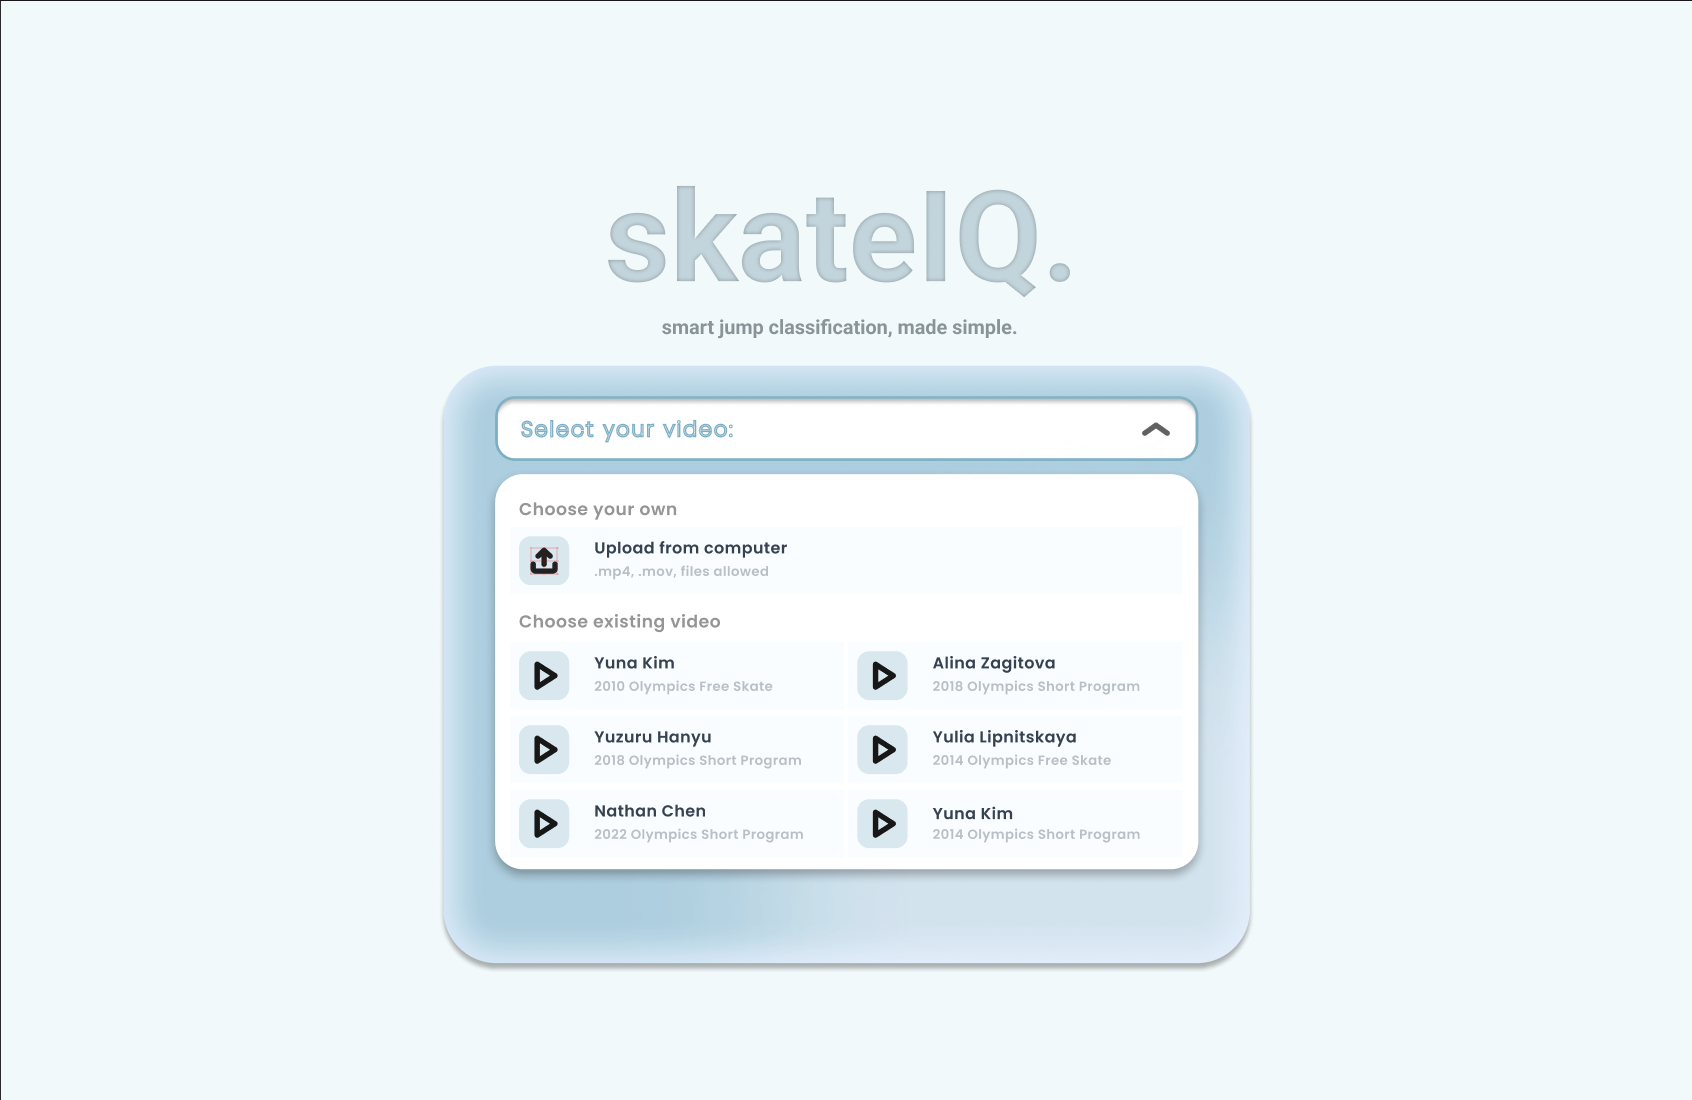 skateIQ.
smart jump classification, made simple.
Select your video:
Choose your own
Upload from computer
.mp4, .mov, files allowed
Choose existing video
Yuna Kim
2010 Olympics Free Skate
Alina Zagitova
2018 Olympics Short Program
Yuzuru Hanyu
2018 Olympics Short Program
Yulia Lipnitskaya
2014 Olympics Free Skate
Nathan Chen
2022 Olympics Short Program
Yuna Kim
2014 Olympics Short Program